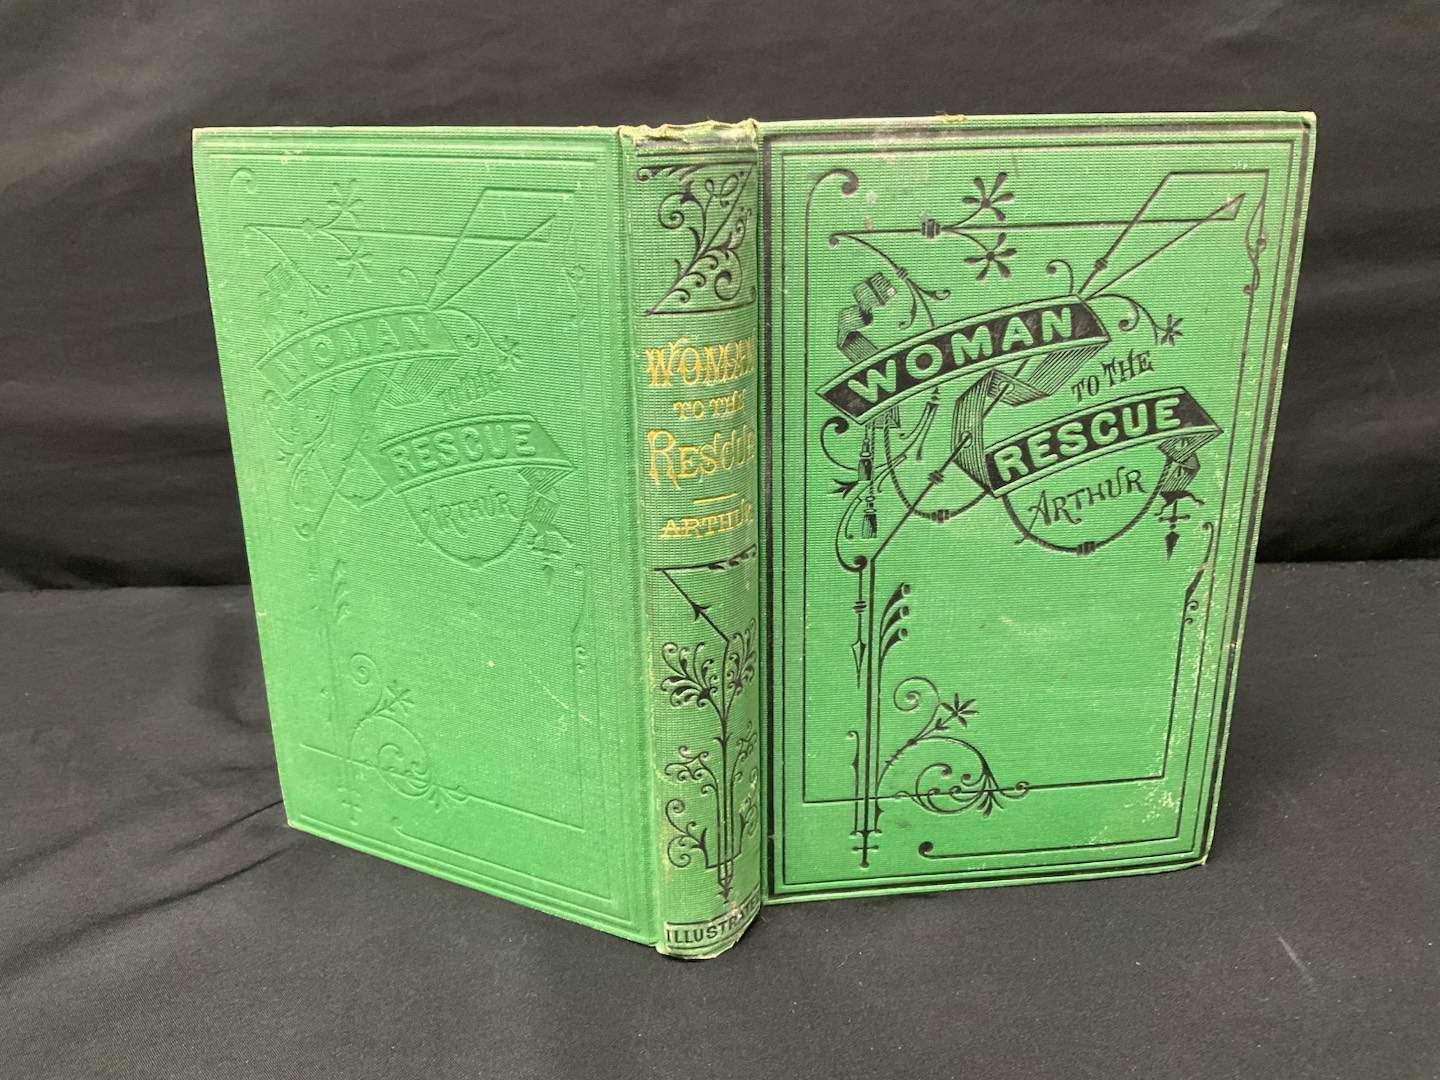 WOMAN
TO THE
RESCUE
ARTHUR
WOMAN
TO THE
RESCUE
ARTHUR
ILLUSTRATED
WOMAN
TO THE
RESCUE
ARTHUR